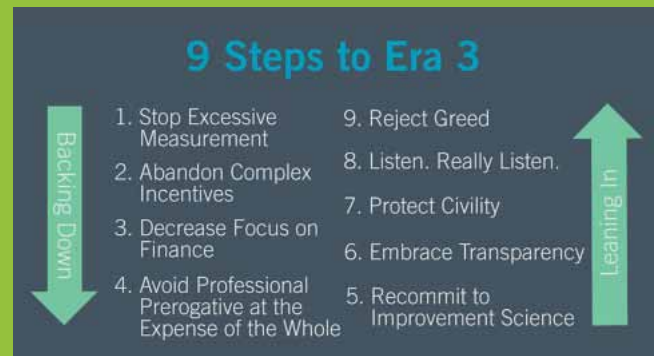 9 Steps to Era 3
Backing Down
1. Stop Excessive
Measurement
2. Abandon Complex
Incentives
3. Decrease Focus on
Finance
4. Avoid Professional
Prerogative at the
Expense of the Whole
9. Reject Greed
8. Listen. Really Listen.
7. Protect Civility
6. Embrace Transparency
5. Recommit to
Improvement Science
Leaning In